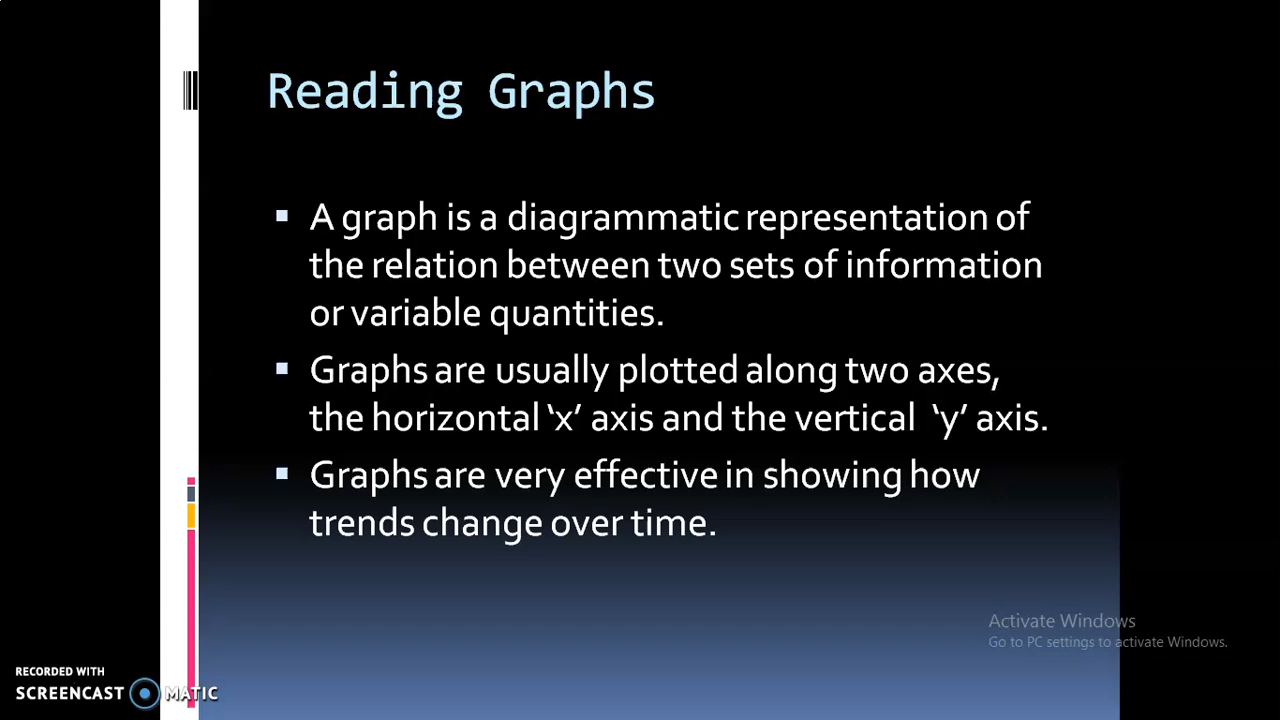 Reading Graphs
A graph is a diagrammatic representation of
the relation between two sets of information
or variable quantities.
Graphs are usually plotted along two axes,
the horizontal ‘x’ axis and the vertical ‘y’ axis.
Graphs are very effective in showing how
trends change over time.
Activate Windows
Go to PC settings to activate Windows.
RECORDED WITH
SCREENCAST MATIC